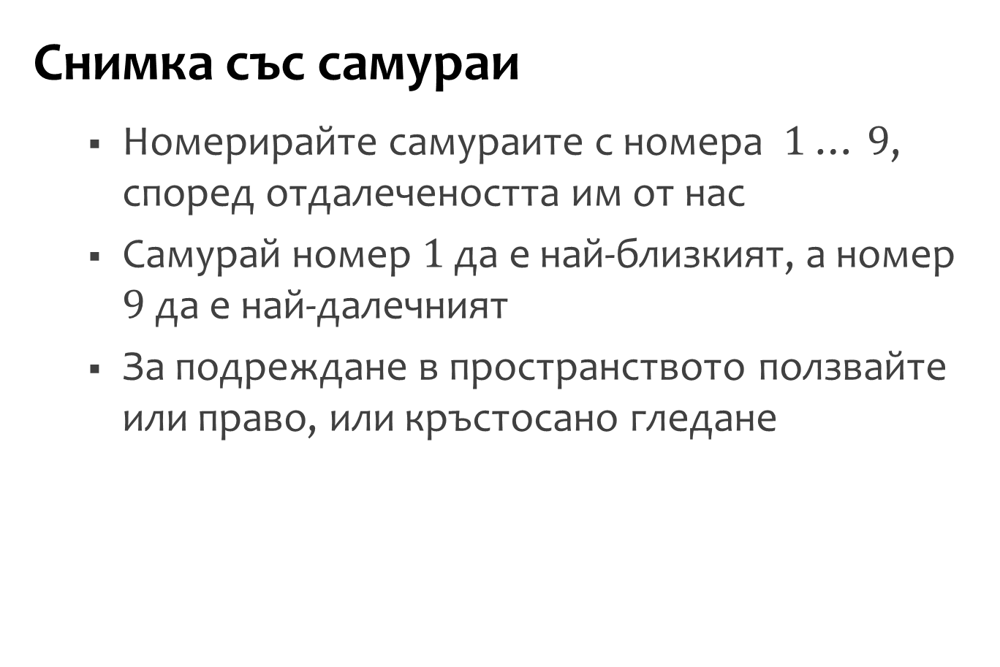 Снимка със самураи
▪ Номерирайте самураите с номера 1 … 9,
според отдалечеността им от нас
▪ Самурай номер 1 да е най-близкият, а номер
9 да е най-далечният
▪ За подреждане в пространството ползвайте
или право, или кръстосано гледане